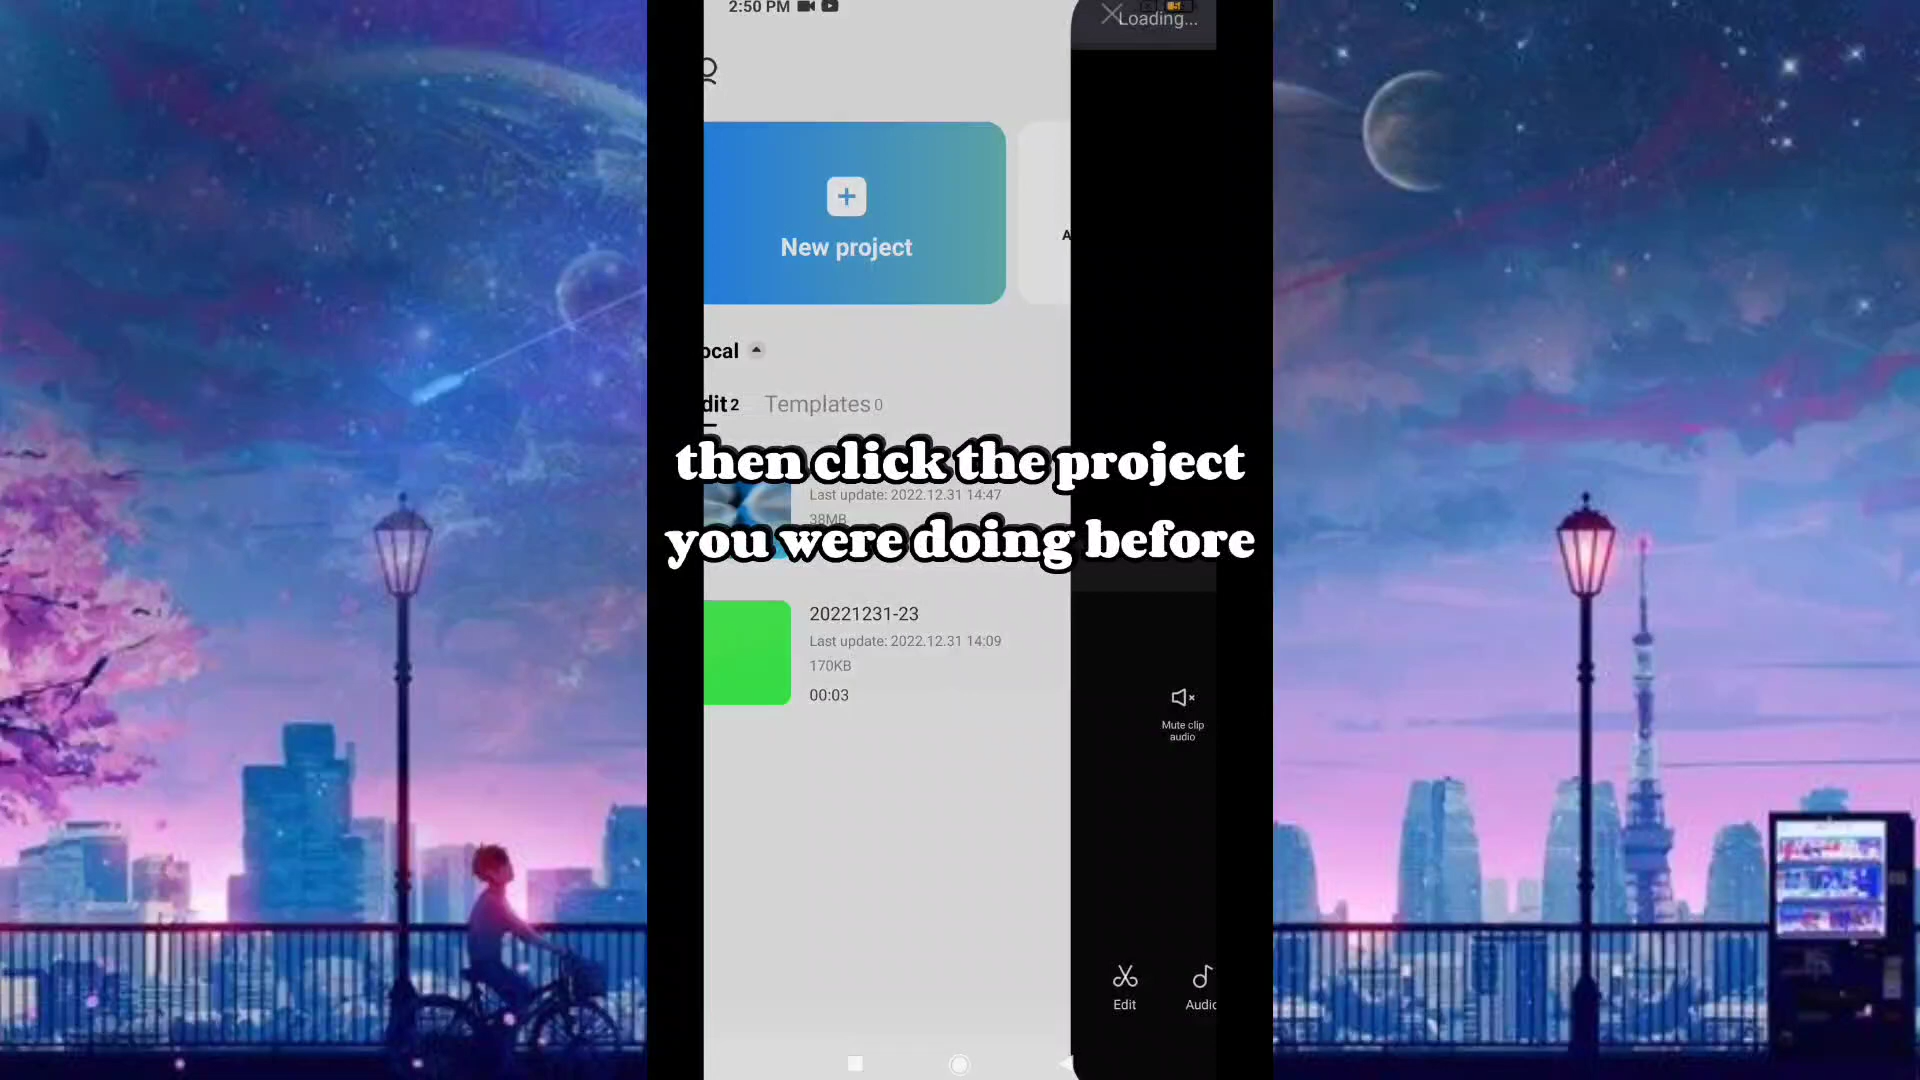 2:50 PM
Loading...
New project
A
ocal
dit 2
Templates 0
then click the project
you were doing before
Last update: 2022.12.31 14:47
38MB
20221231-23
Last update: 2022.12.31 14:09
170KB
00:03
Mute clip
audio
Edit
Audio